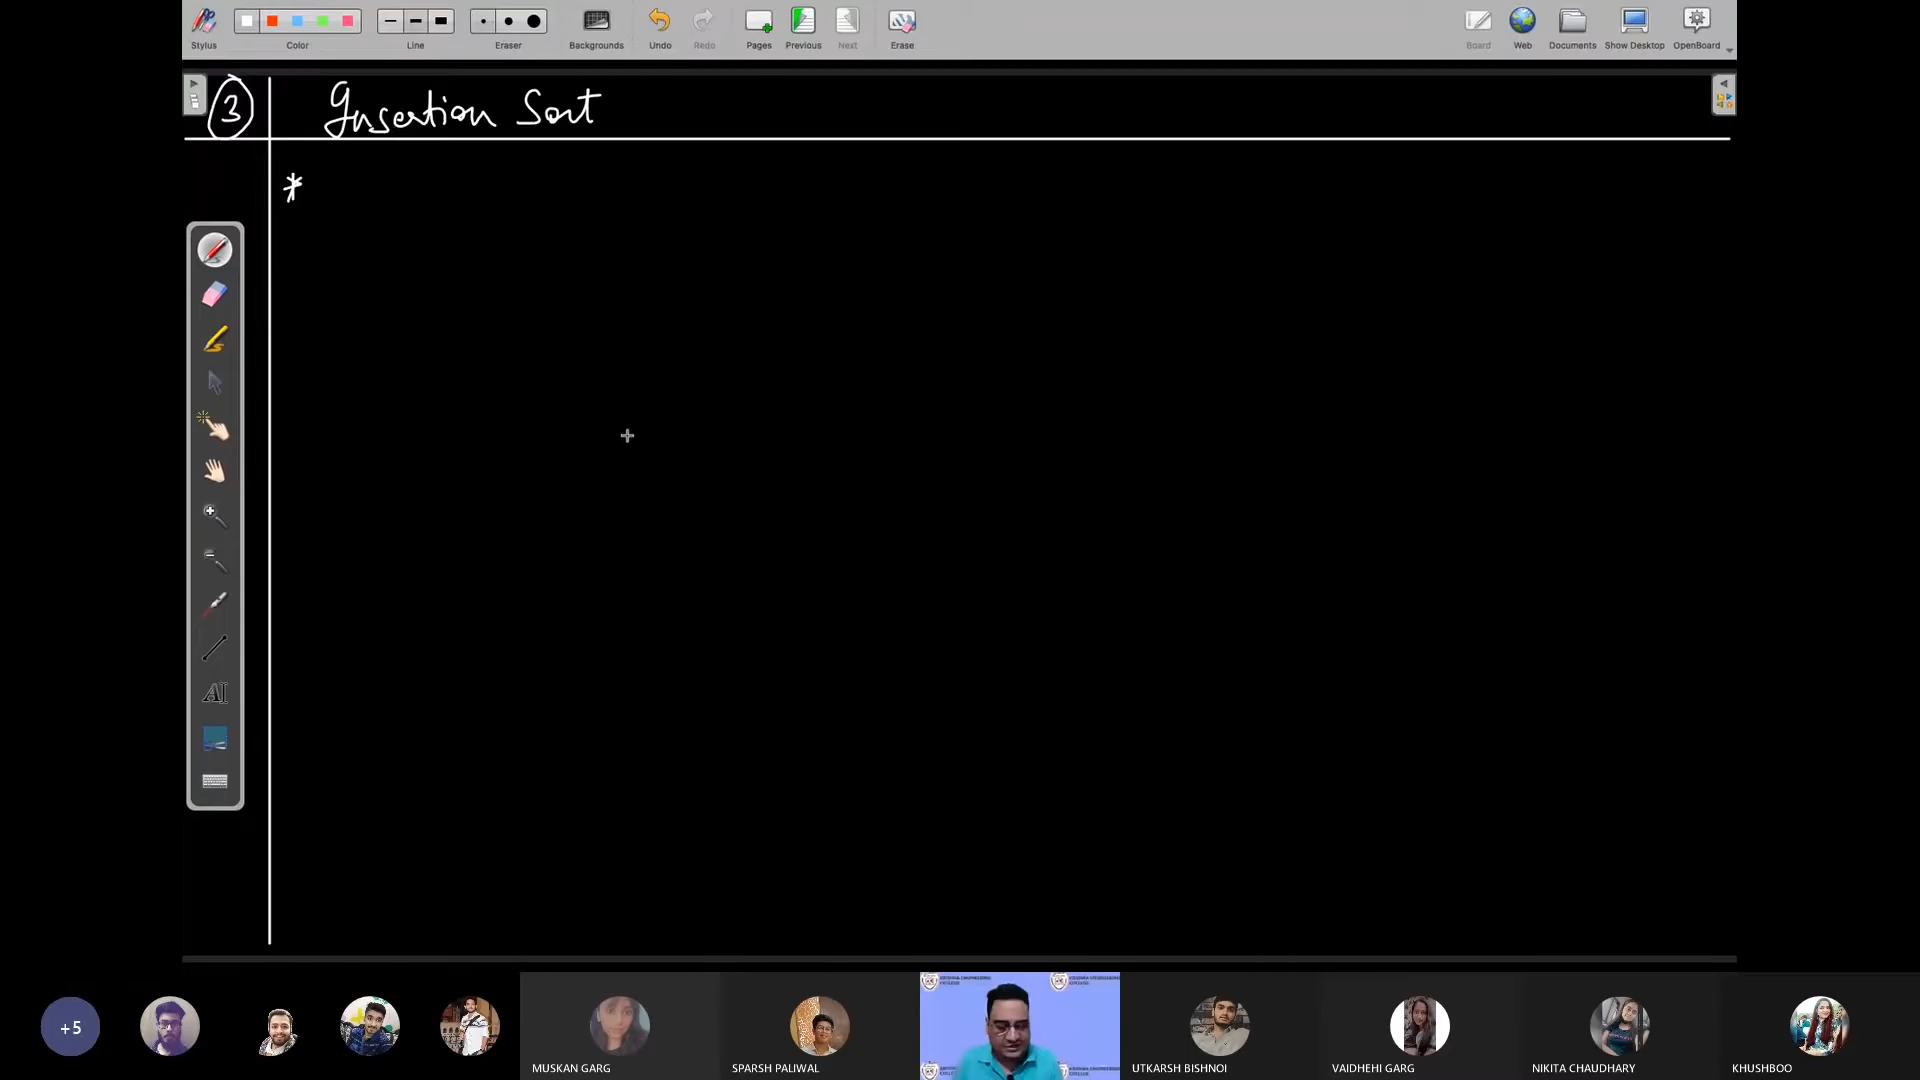 Stylus Color Line Eraser Backgrounds Undo Redo Pages Previous Next Erase Board Web Documents Show Desktop OpenBoard
3 Insertion Sort
*
+5 MUSKAN GARG SPARSH PALIWAL UTKARSH BISHNOI VAIDHEHI GARG NIKITA CHAUDHARY KHUSHBOO